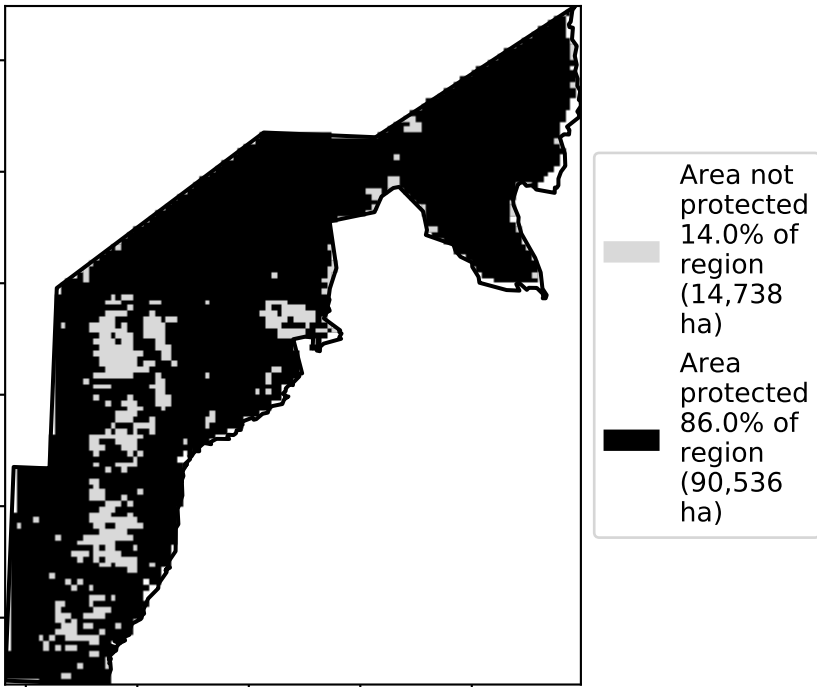 Area not
protected
14.0% of
region
(14,738
ha)
Area
protected
86.0% of
region
(90,536
ha)